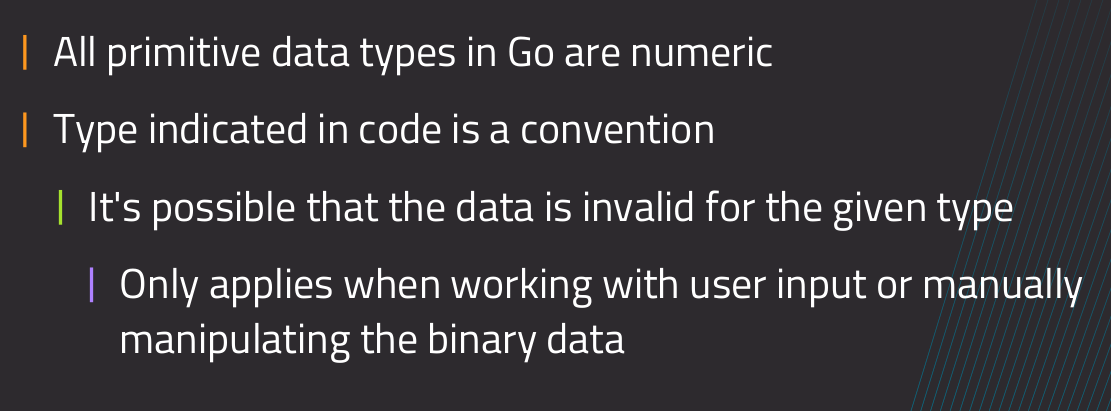 All primitive data types in Go are numeric
Type indicated in code is a convention
It's possible that the data is invalid for the given type
Only applies when working with user input or manually
manipulating the binary data